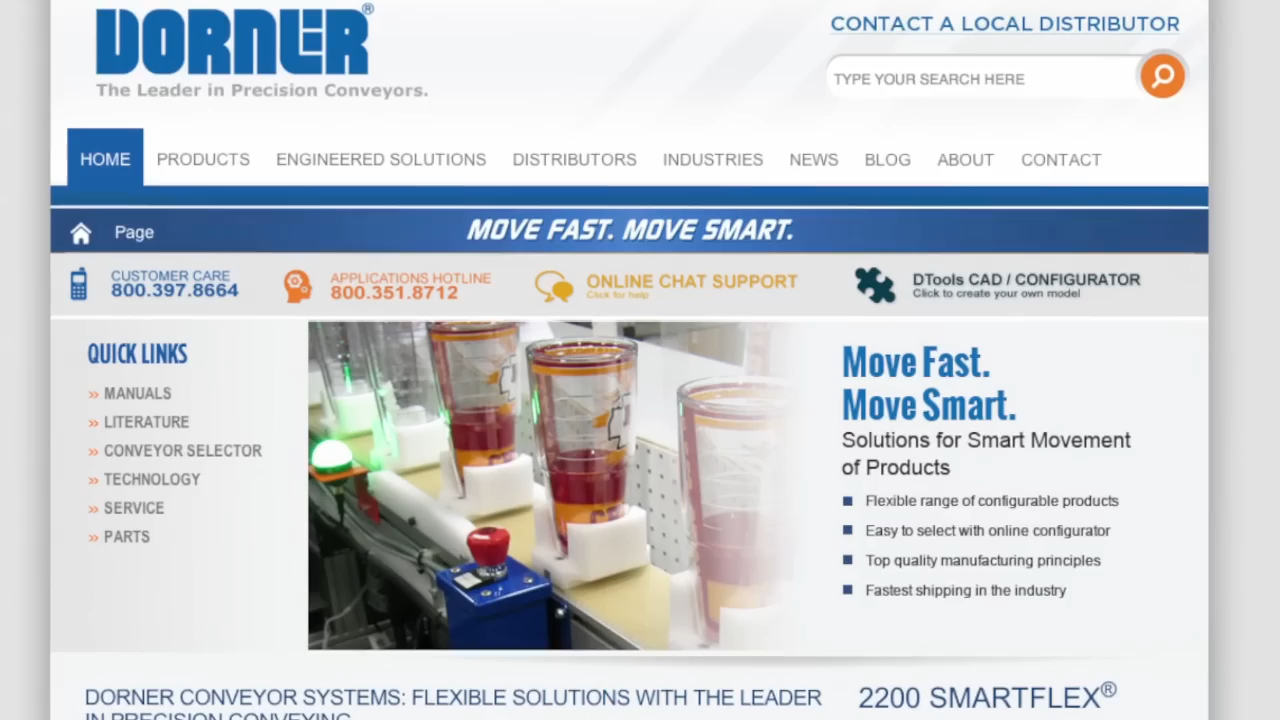 DORNER®
The Leader in Precision Conveyors.
CONTACT A LOCAL DISTRIBUTOR
TYPE YOUR SEARCH HERE
HOME PRODUCTS ENGINEERED SOLUTIONS DISTRIBUTORS INDUSTRIES NEWS BLOG ABOUT CONTACT
Page MOVE FAST. MOVE SMART.
CUSTOMER CARE
800.397.8664
APPLICATIONS HOTLINE
800.351.8712
ONLINE CHAT SUPPORT
Click for help
DTools CAD / CONFIGURATOR
Click to create your own model
QUICK LINKS
» MANUALS
» LITERATURE
» CONVEYOR SELECTOR
» TECHNOLOGY
» SERVICE
» PARTS
Move Fast.
Move Smart.
Solutions for Smart Movement
of Products
Flexible range of configurable products
Easy to select with online configurator
Top quality manufacturing principles
Fastest shipping in the industry
DORNER CONVEYOR SYSTEMS: FLEXIBLE SOLUTIONS WITH THE LEADER
IN PRECISION CONVEYING
2200 SMARTFLEX®